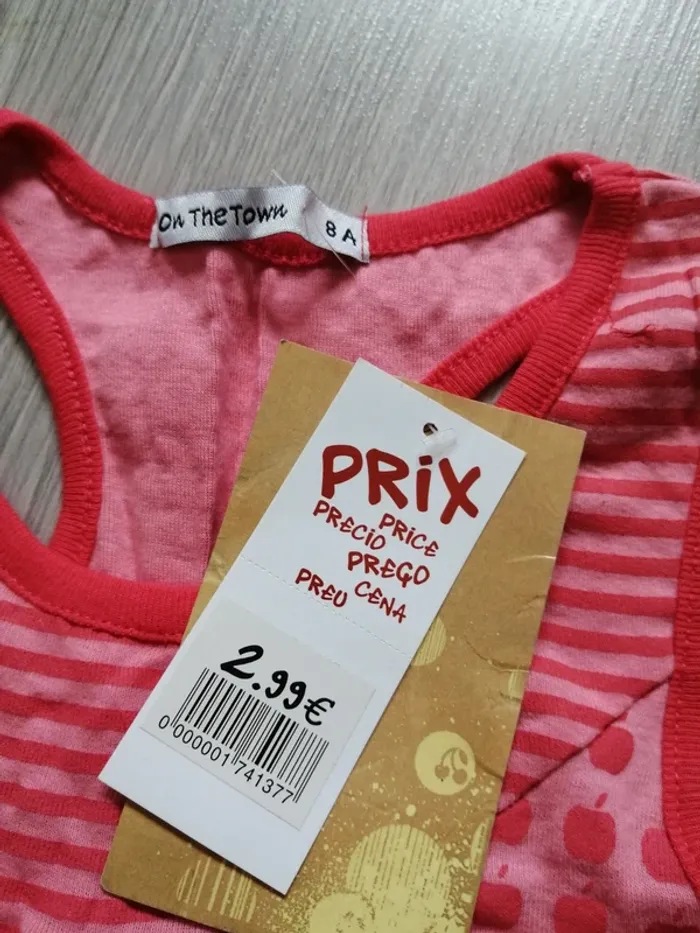 On The Town
8 A
PRiX
PRICE
PRECiO
PREGO
CENA
PREU
2.99€
0 000001 741377